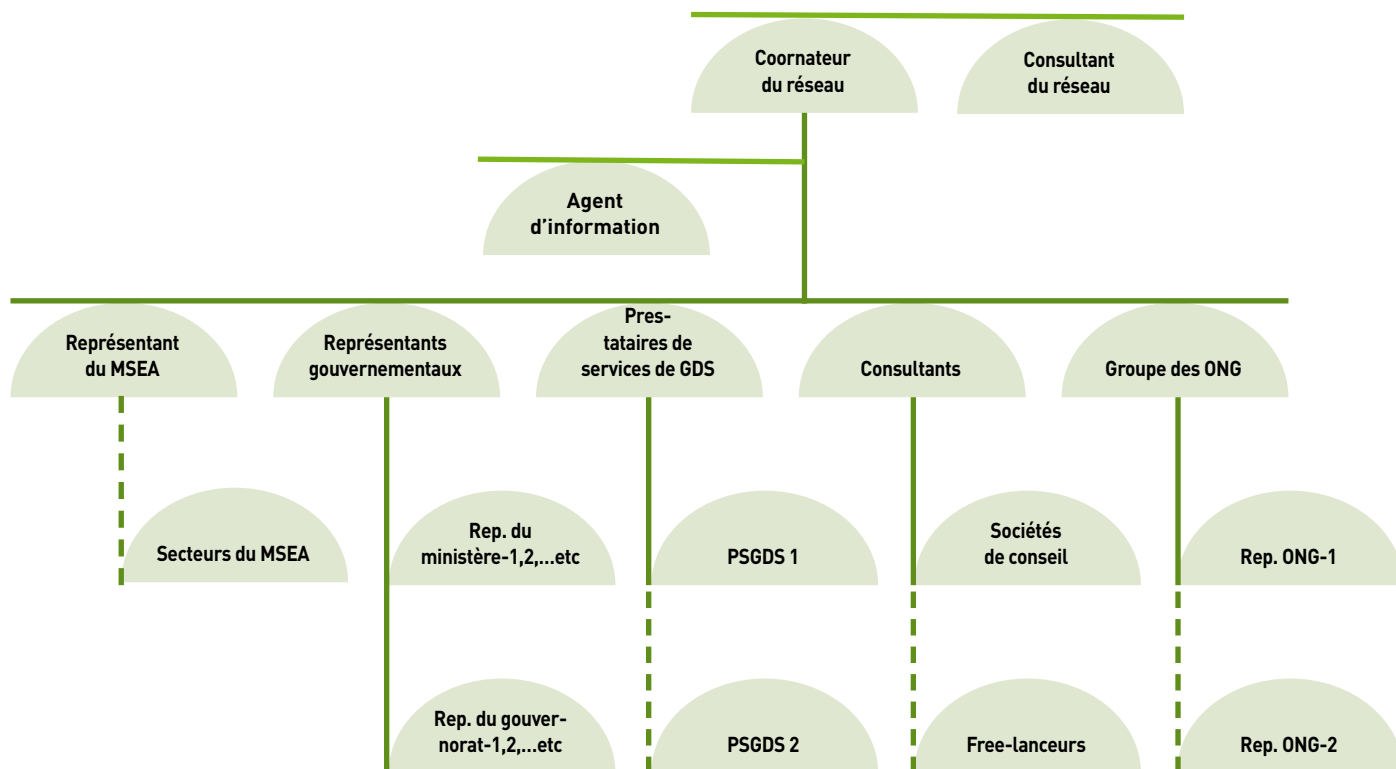 Coornateur
du réseau
Consultant
du réseau
Agent
d’information
Représentant
du MSEA
Représentants
gouvernementaux
Pres-
tataires de
services de GDS
Consultants
Groupe des ONG
Secteurs du MSEA
Rep. du
ministère-1,2,...etc
PSGDS 1
Sociétés
de conseil
Rep. ONG-1
Rep. du gouver-
norat-1,2,...etc
PSGDS 2
Free-lanceurs
Rep. ONG-2